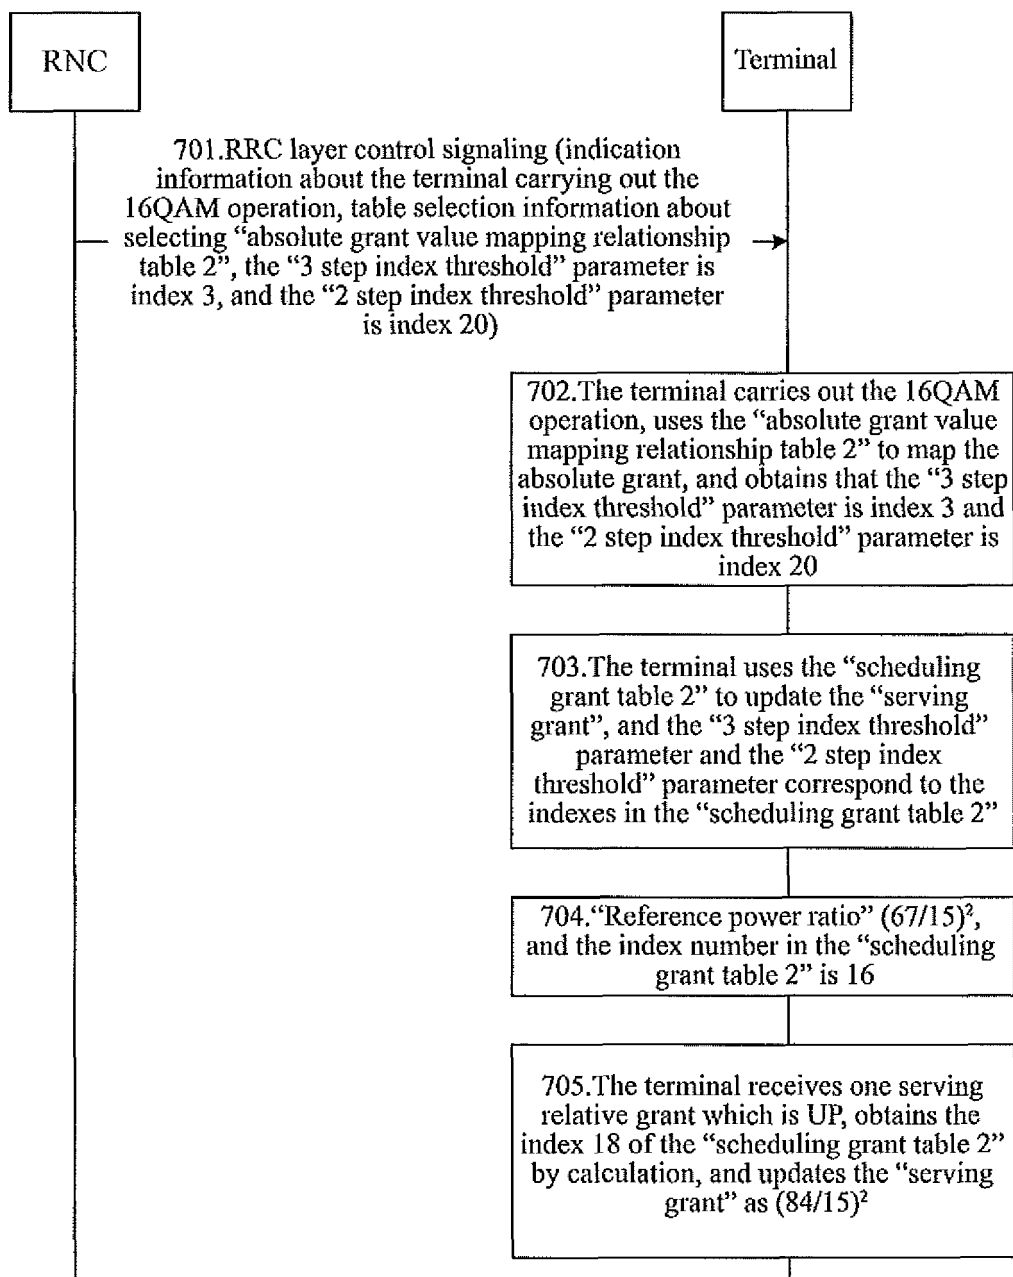 RNC
Terminal
701.RRC layer control signaling (indication
information about the terminal carrying out the
16QAM operation, table selection information about
selecting “absolute grant value mapping relationship
table 2”, the “3 step index threshold” parameter is
index 3, and the “2 step index threshold” parameter
is index 20)
702.The terminal carries out the 16QAM
operation, uses the “absolute grant value
mapping relationship table 2” to map the
absolute grant, and obtains that the “3 step
index threshold” parameter is index 3 and
the “2 step index threshold” parameter is
index 20
703.The terminal uses the “scheduling
grant table 2” to update the “serving
grant”, and the “3 step index threshold”
parameter and the “2 step index
threshold” parameter correspond to the
indexes in the “scheduling grant table 2”
704.“Reference power ratio” (67/15)²,
and the index number in the “scheduling
grant table 2” is 16
705.The terminal receives one serving
relative grant which is UP, obtains the
index 18 of the “scheduling grant table 2”
by calculation, and updates the “serving
grant” as (84/15)²